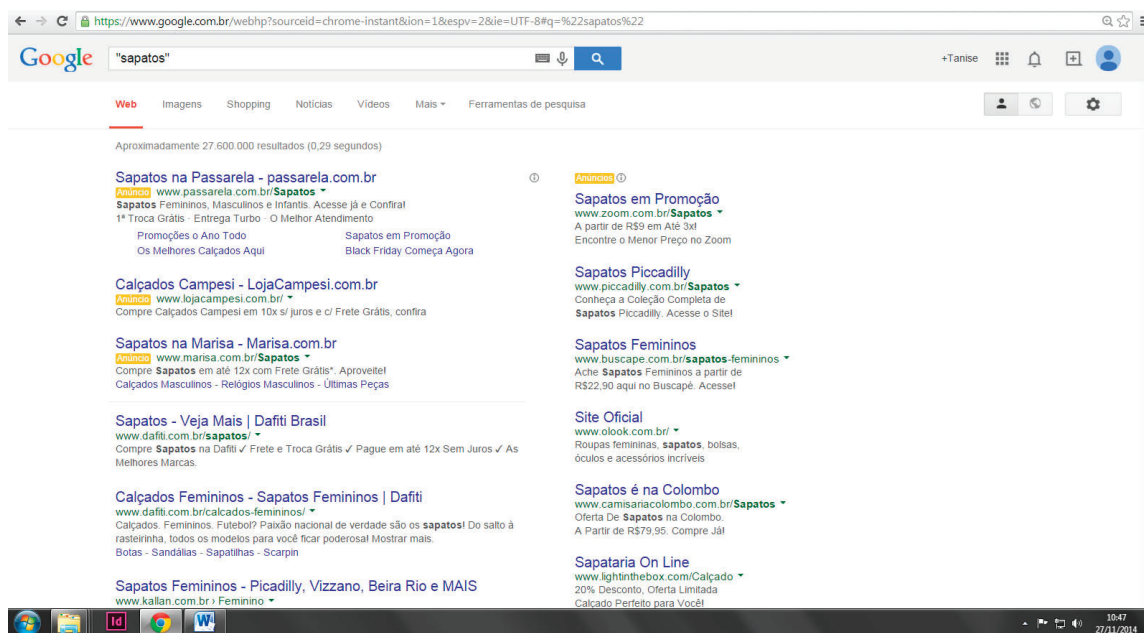 https://www.google.com.br/webhp?sourceid=chrome-instant&ion=1&espv=2&ie=UTF-8#q=%22sapatos%22
Google "sapatos" +Tanise
Web Imagens Shopping Notícias Vídeos Mais Ferramentas de pesquisa
Aproximadamente 27.600.000 resultados (0,29 segundos)
Sapatos na Passarela - passarela.com.br
Anúncio www.passarela.com.br/Sapatos
Sapatos Femininos, Masculinos e Infantis. Acesse já e Confira!
1ª Troca Grátis · Entrega Turbo · O Melhor Atendimento
Promoções o Ano Todo Sapatos em Promoção
Os Melhores Calçados Aqui Black Friday Começa Agora
Calçados Campesi - LojaCampesi.com.br
Anúncio www.lojacampesi.com.br/
Compre Calçados Campesi em 10x s/ juros e c/ Frete Grátis, confira
Sapatos na Marisa - Marisa.com.br
Anúncio www.marisa.com.br/Sapatos
Compre Sapatos em até 12x com Frete Grátis*. Aproveite!
Calçados Masculinos - Relógios Masculinos - Últimas Peças
Sapatos - Veja Mais | Dafiti Brasil
www.dafiti.com.br/sapatos/
Compre Sapatos na Dafiti ✓ Frete e Troca Grátis ✓ Pague em até 12x Sem Juros ✓ As
Melhores Marcas.
Calçados Femininos - Sapatos Femininos | Dafiti
www.dafiti.com.br/calcados-femininos/
Calçados. Femininos. Futebol? Paixão nacional de verdade são os sapatos! Do salto à
rasteirinha, todos os modelos para você ficar poderosa! Mostrar mais.
Botas - Sandálias - Sapatilhas - Scarpin
Sapatos Femininos - Picadilly, Vizzano, Beira Rio e MAIS
www.kallan.com.br › Feminino
Anúncios
Sapatos em Promoção
www.zoom.com.br/Sapatos
A partir de R$9 em Até 3x!
Encontre o Menor Preço no Zoom
Sapatos Piccadilly
www.piccadilly.com.br/Sapatos
Conheça a Coleção Completa de
Sapatos Piccadilly. Acesse o Site!
Sapatos Femininos
www.buscape.com.br/sapatos-femininos
Ache Sapatos Femininos a partir de
R$22,90 aqui no Buscapé. Acesse!
Site Oficial
www.olook.com.br/
Roupas femininas, sapatos, bolsas,
óculos e acessórios incríveis
Sapatos é na Colombo
www.camisariacolombo.com.br/Sapatos
Oferta De Sapatos na Colombo.
A Partir de R$79,95. Compre Já!
Sapataria On Line
www.lightinthebox.com/Calçado
20% Desconto, Oferta Limitada
Calçado Perfeito para Você!
Id W
10:47
27/11/2014